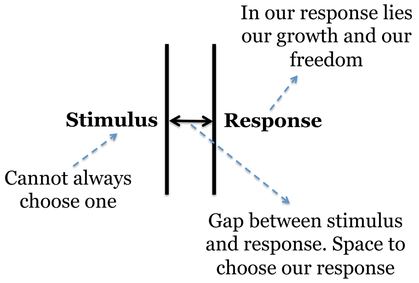 In our response lies
our growth and our
freedom
Stimulus
Response
Cannot always
choose one
Gap between stimulus
and response. Space to
choose our response